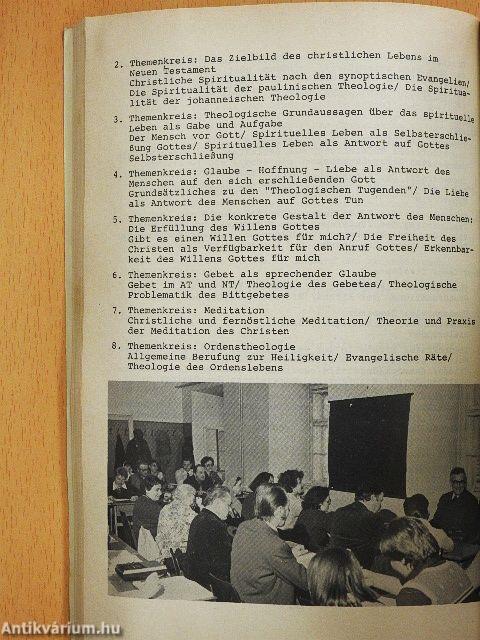 2. Themenkreis: Das Zielbild des christlichen Lebens im
Neuen Testament
Christliche Spiritualität nach den synoptischen Evangelien/
Die Spiritualität der paulinischen Theologie/ Die Spiritua-
lität der johanneischen Theologie
3. Themenkreis: Theologische Grundaussagen über das spirituelle
Leben als Gabe und Aufgabe
Der Mensch vor Gott/ Spirituelles Leben als Selbsterschlie-
ßung Gottes/ Spirituelles Leben als Antwort auf Gottes
Selbsterschließung
4. Themenkreis: Glaube - Hoffnung - Liebe als Antwort des
Menschen auf den sich erschließenden Gott
Grundsätzliches zu den "Theologischen Tugenden"/ Die Liebe
als Antwort des Menschen auf Gottes Tun
5. Themenkreis: Die konkrete Gestalt der Antwort des Menschen:
Die Erfüllung des Willens Gottes
Gibt es einen Willen Gottes für mich?/ Die Freiheit des
Christen als Verfügbarkeit für den Anruf Gottes/ Erkennbar-
keit des Willens Gottes für mich
6. Themenkreis: Gebet als sprechender Glaube
Gebet im AT und NT/ Theologie des Gebetes/ Theologische
Problematik des Bittgebetes
7. Themenkreis: Meditation
Christliche und fernöstliche Meditation/ Theorie und Praxis
der Meditation des Christen
8. Themenkreis: Ordenstheologie
Allgemeine Berufung zur Heiligkeit/ Evangelische Räte/
Theologie des Ordenslebens
Antikvárium.hu